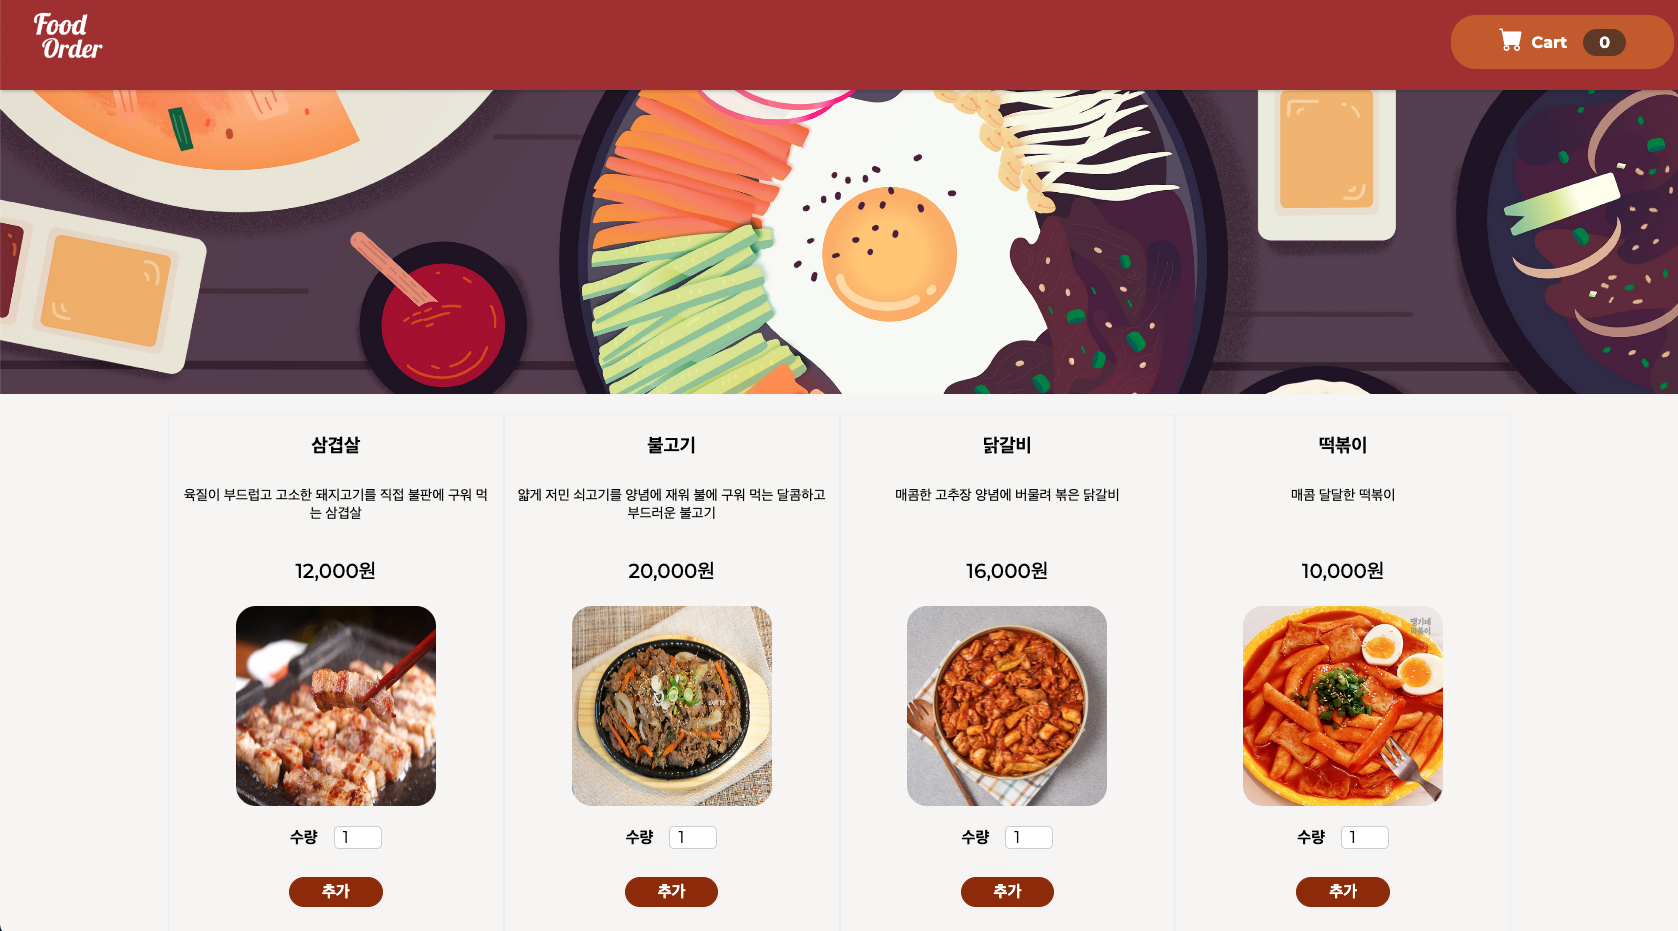 Food
Order
Cart 0
삼겹살
육질이 부드럽고 고소한 돼지고기를 직접 불판에 구워 먹
는 삼겹살
12,000원
수량 1
추가
불고기
얇게 저민 쇠고기를 양념에 재워 불에 구워 먹는 달콤하고
부드러운 불고기
20,000원
수량 1
추가
닭갈비
매콤한 고추장 양념에 버물려 볶은 닭갈비
16,000원
수량 1
추가
떡볶이
매콤 달달한 떡볶이
10,000원
수량 1
추가